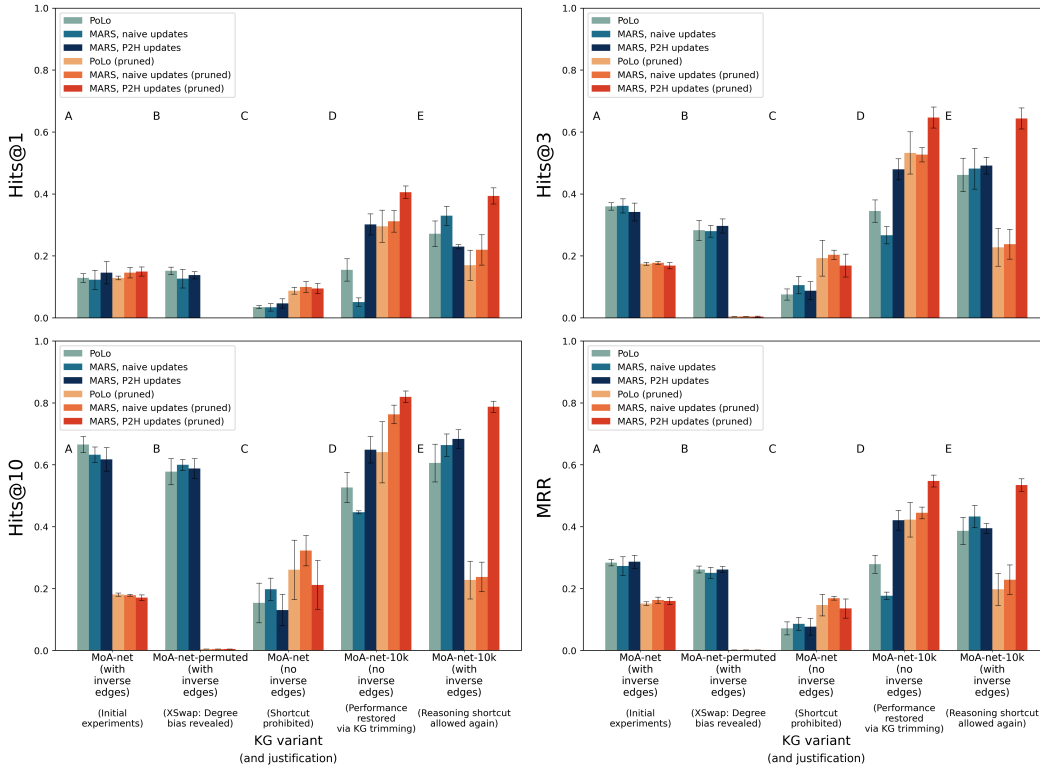 1.0
0.8
0.6
0.4
0.2
0.0
Hits@1
PoLo
MARS, naive updates
MARS, P2H updates
PoLo (pruned)
MARS, naive updates (pruned)
MARS, P2H updates (pruned)
A B C D E
1.0
0.8
0.6
0.4
0.2
0.0
Hits@3
PoLo
MARS, naive updates
MARS, P2H updates
PoLo (pruned)
MARS, naive updates (pruned)
MARS, P2H updates (pruned)
A B C D E
1.0
0.8
0.6
0.4
0.2
0.0
Hits@10
PoLo
MARS, naive updates
MARS, P2H updates
PoLo (pruned)
MARS, naive updates (pruned)
MARS, P2H updates (pruned)
A B C D E
MoA-net MoA-net-permuted MoA-net MoA-net-10k MoA-net-10k
(with (with (no (no (with
inverse inverse inverse inverse inverse
edges) edges) edges) edges) edges)
(Initial (XSwap: Degree (Shortcut (Performance (Reasoning shortcut
experiments) bias revealed) prohibited) restored allowed again)
via KG trimming)
KG variant
(and justification)
1.0
0.8
0.6
0.4
0.2
0.0
MRR
PoLo
MARS, naive updates
MARS, P2H updates
PoLo (pruned)
MARS, naive updates (pruned)
MARS, P2H updates (pruned)
A B C D E
MoA-net MoA-net-permuted MoA-net MoA-net-10k MoA-net-10k
(with (with (no (no (with
inverse inverse inverse inverse inverse
edges) edges) edges) edges) edges)
(Initial (XSwap: Degree (Shortcut (Performance (Reasoning shortcut
experiments) bias revealed) prohibited) restored allowed again)
via KG trimming)
KG variant
(and justification)